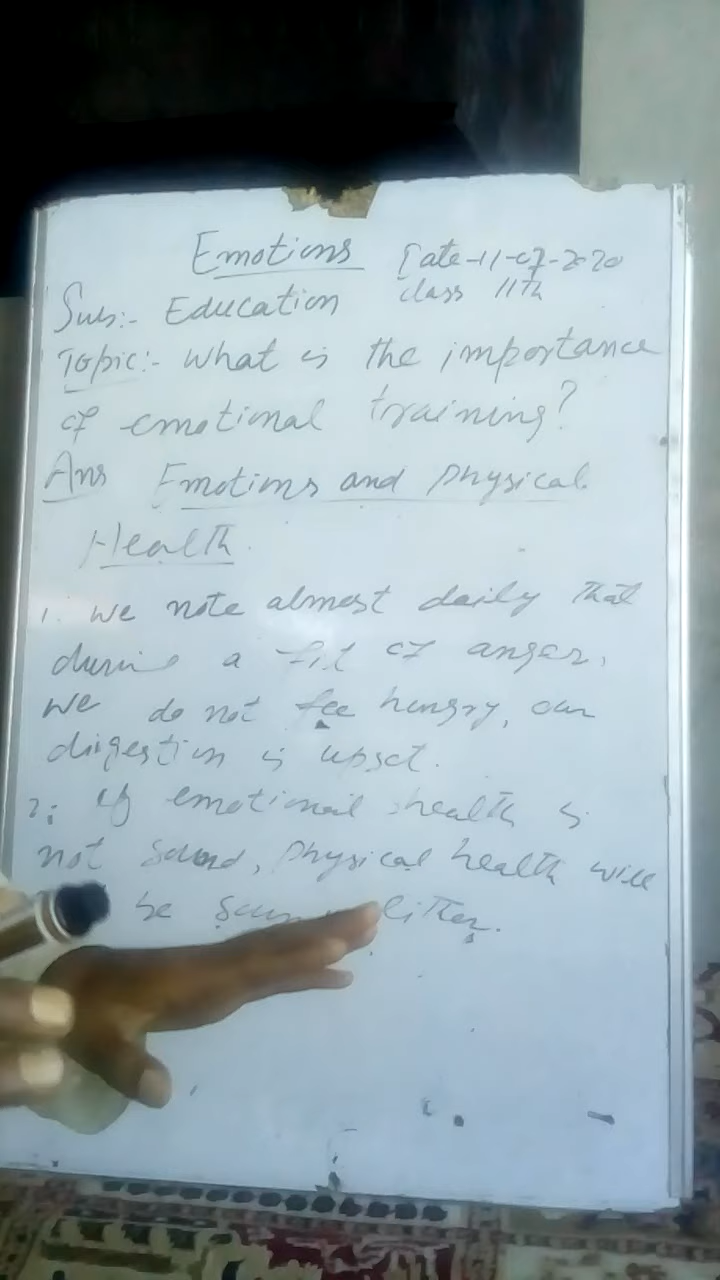 Emotions Date-11-07-2020
class 11th
Sub:- Education
Topic:- What is the importance
of emotional training?
Ans Emotions and Physical
Health
1. We note almost daily that
during a fit of anger,
we do not fee hungry, our
digestion is upset.
2. If emotional health is
not sound, physical health will
be